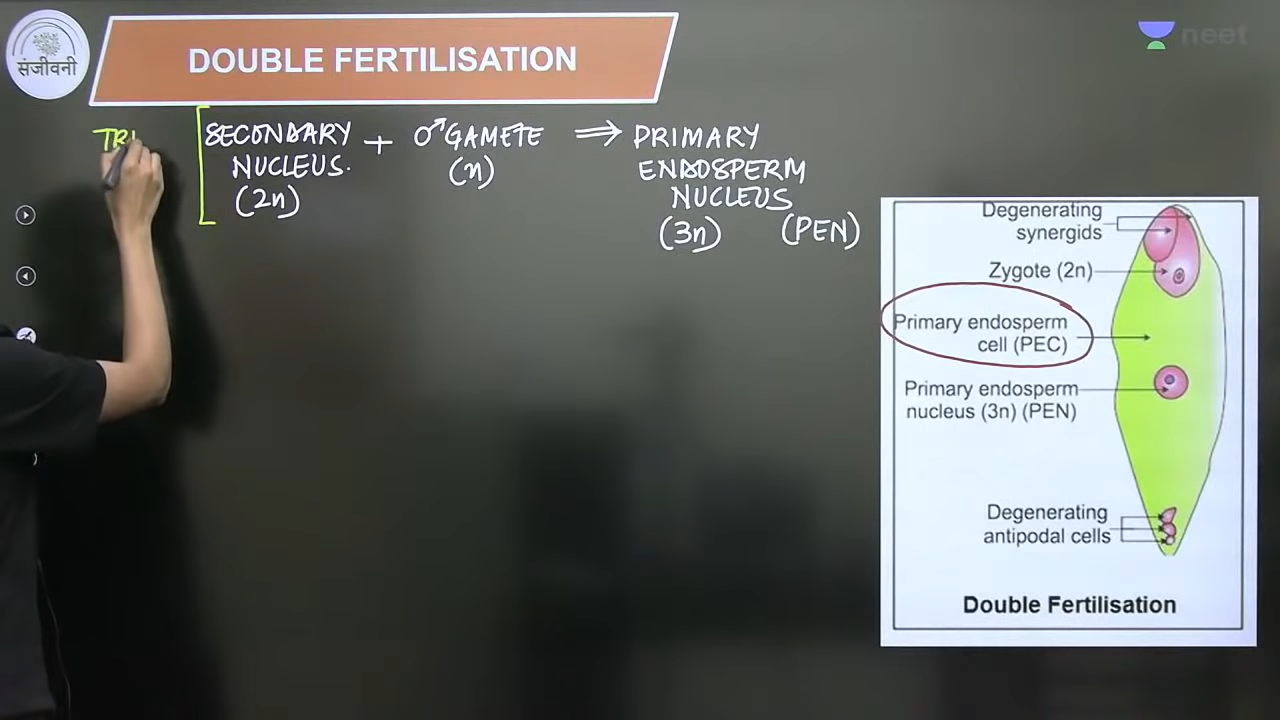 संजीवनी
DOUBLE FERTILISATION
neet
TRI
SECONDARY
NUCLEUS.
(2n)
+
♂GAMETE
(n)
⇒
PRIMARY
ENDOSPERM
NUCLEUS
(3n) (PEN)
Degenerating
synergids
Zygote (2n)
Primary endosperm
cell (PEC)
Primary endosperm
nucleus (3n) (PEN)
Degenerating
antipodal cells
Double Fertilisation